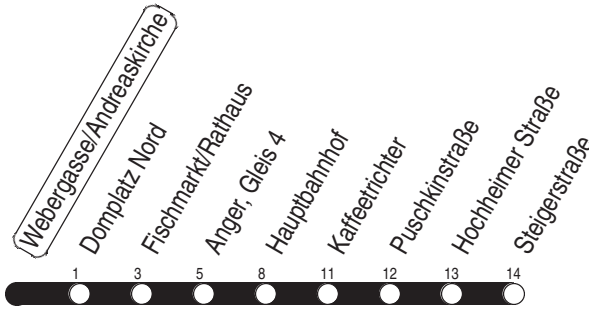 Webergasse/Andreaskirche
Domplatz Nord
Fischmarkt/Rathaus
Anger, Gleis 4
Hauptbahnhof
Kaffeetrichter
Puschkinstraße
Hochheimer Straße
Steigerstraße
1 3 5 8 11 12 13 14